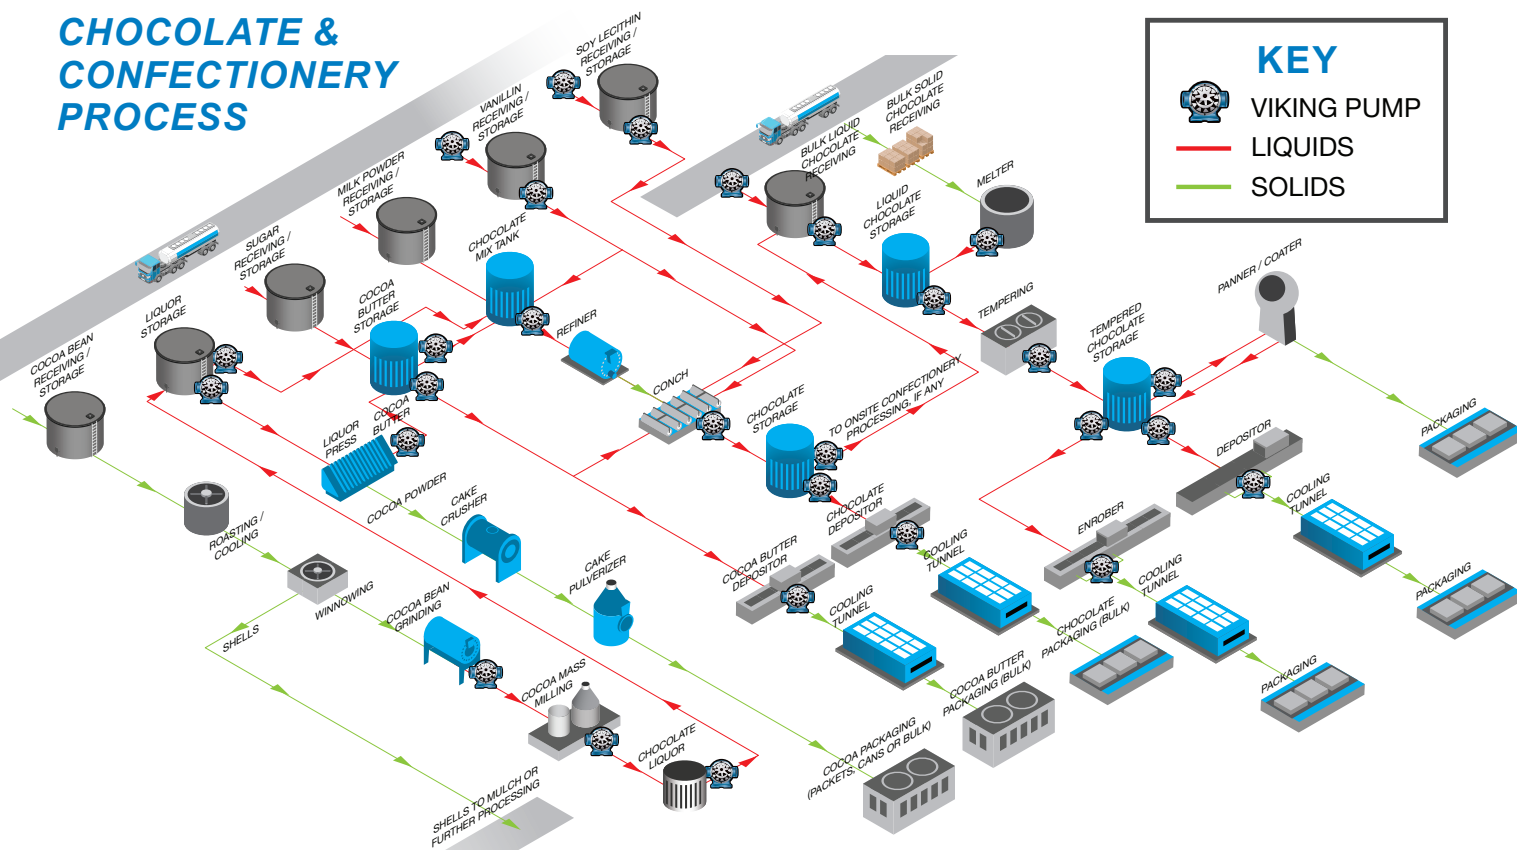 CHOCOLATE &
CONFECTIONERY
PROCESS
KEY
VIKING PUMP
LIQUIDS
SOLIDS
SOY LECITHIN
RECEIVING /
STORAGE
VANILLIN
RECEIVING /
STORAGE
MILK POWDER
RECEIVING /
STORAGE
SUGAR
RECEIVING /
STORAGE
LIQUOR
STORAGE
COCOA BEAN
RECEIVING /
STORAGE
COCOA
BUTTER
STORAGE
CHOCOLATE
MIX TANK
REFINER
CONCH
CHOCOLATE
STORAGE
TO ONSITE CONFECTIONERY
PROCESSING, IF ANY
BULK LIQUID
CHOCOLATE
RECEIVING
BULK SOLID
CHOCOLATE
RECEIVING
MELTER
LIQUID
CHOCOLATE
STORAGE
TEMPERING
TEMPERED
CHOCOLATE
STORAGE
PANNER / COATER
PACKAGING
DEPOSITOR
COOLING
TUNNEL
PACKAGING
ENROBER
COOLING
TUNNEL
PACKAGING
CHOCOLATE
DEPOSITOR
COOLING
TUNNEL
CHOCOLATE
PACKAGING (BULK)
COCOA BUTTER
DEPOSITOR
COOLING
TUNNEL
COCOA BUTTER
PACKAGING (BULK)
LIQUOR
PRESS
COCOA
BUTTER
COCOA POWDER
CAKE
CRUSHER
CAKE
PULVERIZER
COCOA PACKAGING
(PACKETS, CANS OR BULK)
ROASTING /
COOLING
WINNOWING
SHELLS
COCOA BEAN
GRINDING
COCOA MASS
MILLING
CHOCOLATE
LIQUOR
SHELLS TO MULCH OR
FURTHER PROCESSING